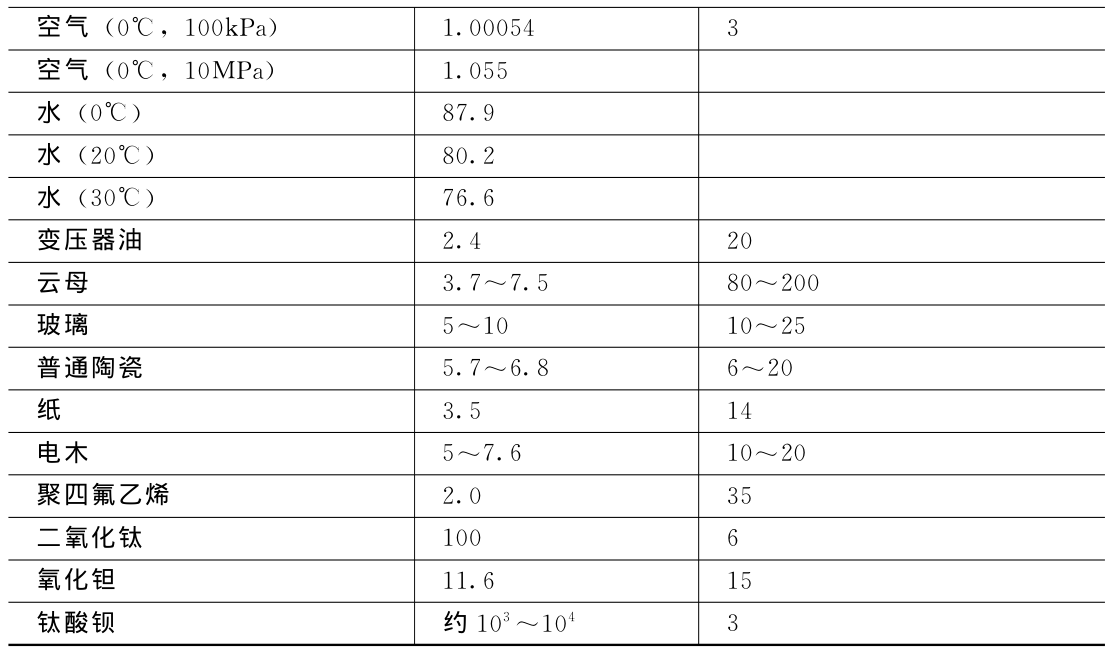 空气（0℃，100kPa） 1.00054 3
空气（0℃，10MPa） 1.055
水（0℃） 87.9
水（20℃） 80.2
水（30℃） 76.6
变压器油 2.4 20
云母 3.7～7.5 80～200
玻璃 5～10 10～25
普通陶瓷 5.7～6.8 6～20
纸 3.5 14
电木 5～7.6 10～20
聚四氟乙烯 2.0 35
二氧化钛 100 6
氧化钽 11.6 15
钛酸钡 约 10³～10⁴ 3